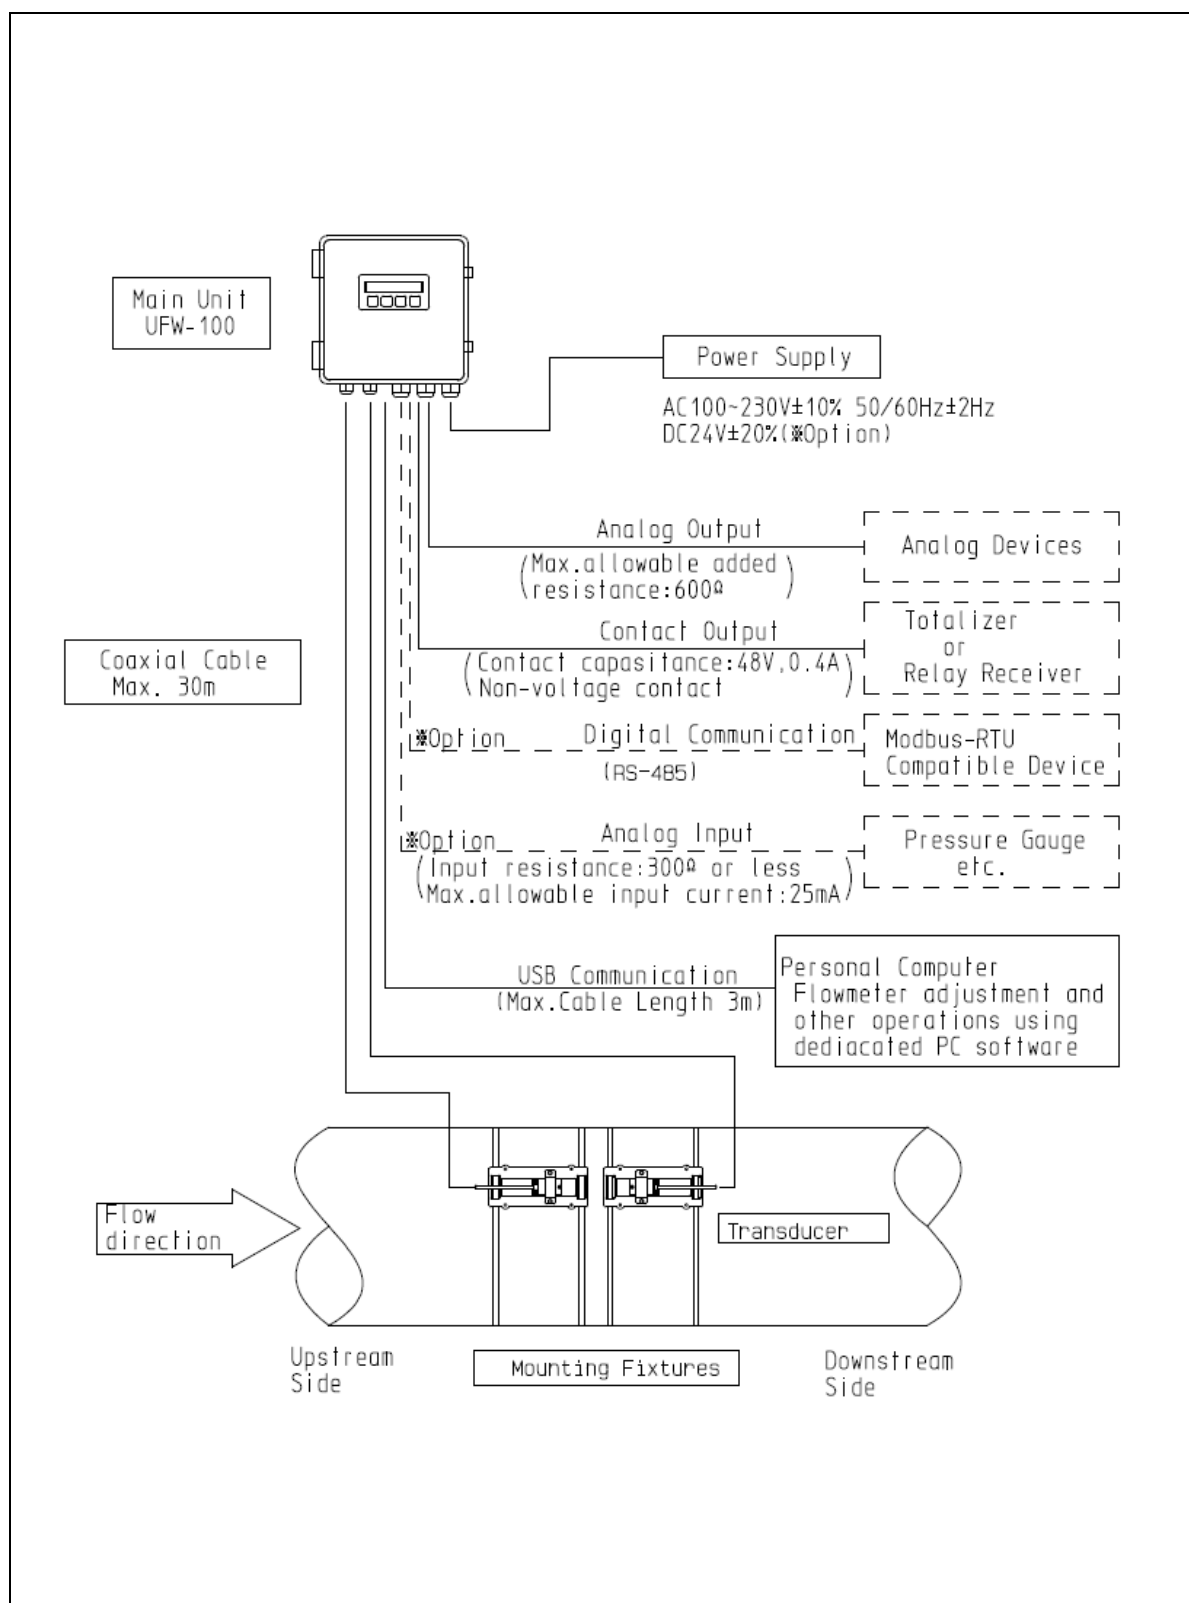 Main Unit
UFW-100
Power Supply
AC100~230V±10% 50/60Hz±2Hz
DC24V±20%(※Option)
Analog Output
(Max.allowable added
resistance:600Ω)
Analog Devices
Contact Output
(Contact capasitance:48V,0.4A
Non-voltage contact)
Totalizer
or
Relay Receiver
Coaxial Cable
Max. 30m
※Option
Digital Communication
(RS-485)
Modbus-RTU
Compatible Device
※Option
Analog Input
(Input resistance:300Ω or less
Max.allowable input current:25mA)
Pressure Gauge
etc.
USB Communication
(Max.Cable Length 3m)
Personal Computer
Flowmeter adjustment and
other operations using
dediacated PC software
Flow
direction
Transducer
Upstream
Side
Mounting Fixtures
Downstream
Side